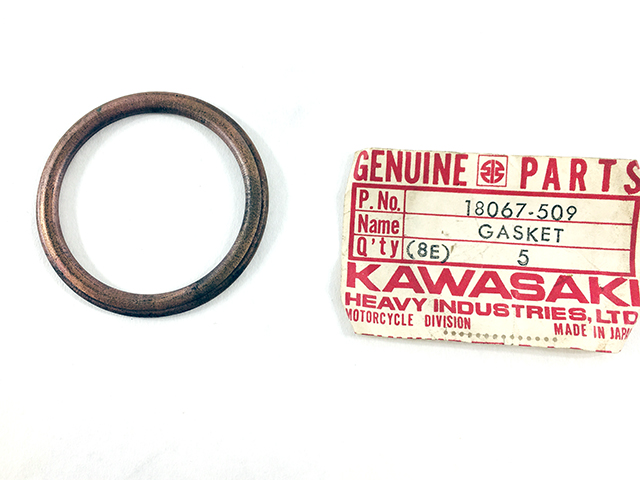 GENUINE PARTS
P. No. 18067-509
Name GASKET
Q'ty (8E) 5
KAWASAKI
HEAVY INDUSTRIES, LTD
MOTORCYCLE DIVISION MADE IN JAPAN